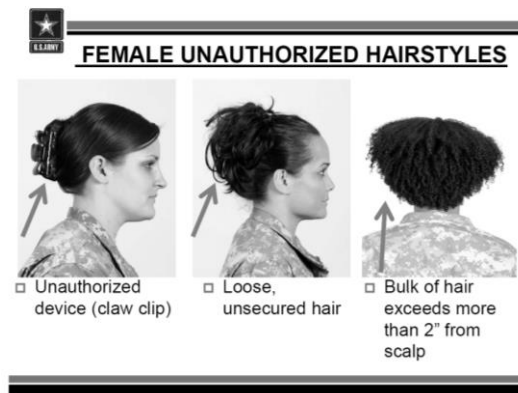 U.S.ARMY
FEMALE UNAUTHORIZED HAIRSTYLES
Unauthorized
device (claw clip)
Loose,
unsecured hair
Bulk of hair
exceeds more
than 2” from
scalp